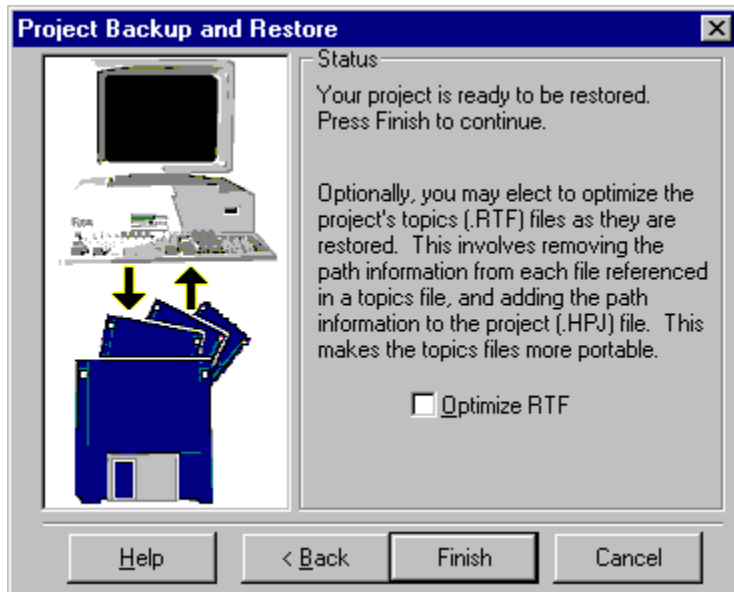 Project Backup and Restore
Status
Your project is ready to be restored.
Press Finish to continue.
Optionally, you may elect to optimize the
project's topics (.RTF) files as they are
restored.  This involves removing the
path information from each file referenced
in a topics file, and adding the path
information to the project (.HPJ) file.  This
makes the topics files more portable.
Optimize RTF
Help
< Back
Finish
Cancel